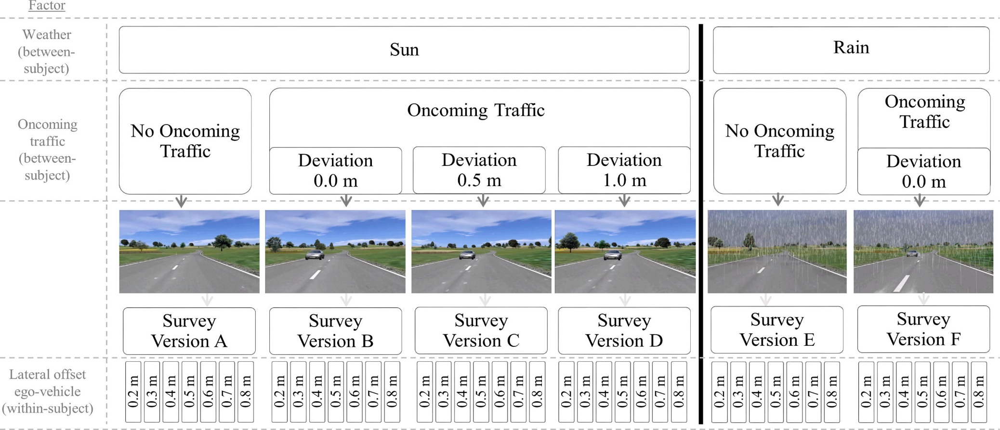 Factor
Weather
(between-
subject)
Sun
Rain
Oncoming
traffic
(between-
subject)
No Oncoming
Traffic
Oncoming Traffic
Deviation
0.0 m
Deviation
0.5 m
Deviation
1.0 m
No Oncoming
Traffic
Oncoming
Traffic
Deviation
0.0 m
Survey
Version A
Survey
Version B
Survey
Version C
Survey
Version D
Survey
Version E
Survey
Version F
Lateral offset
ego-vehicle
(within-subject)
0.2 m
0.3 m
0.4 m
0.5 m
0.6 m
0.7 m
0.8 m
0.2 m
0.3 m
0.4 m
0.5 m
0.6 m
0.7 m
0.8 m
0.2 m
0.3 m
0.4 m
0.5 m
0.6 m
0.7 m
0.8 m
0.2 m
0.3 m
0.4 m
0.5 m
0.6 m
0.7 m
0.8 m
0.2 m
0.3 m
0.4 m
0.5 m
0.6 m
0.7 m
0.8 m
0.2 m
0.3 m
0.4 m
0.5 m
0.6 m
0.7 m
0.8 m